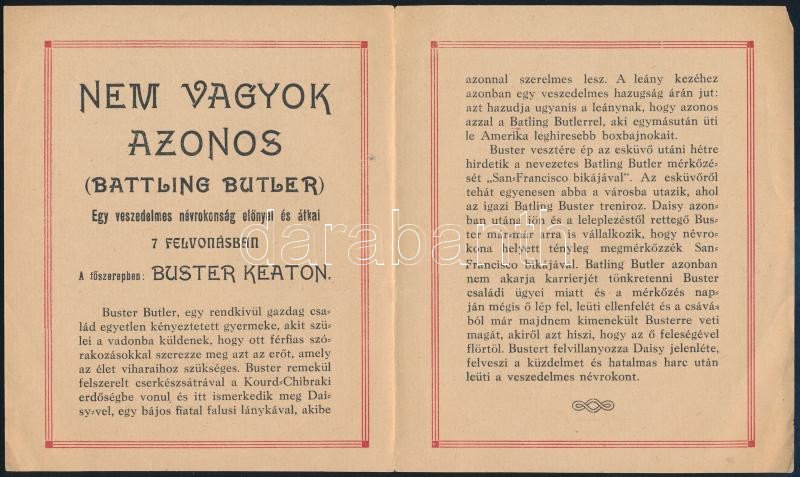 NEM VAGYOK
AZONOS
(BATTLING BUTLER)
Egy veszedelmes névrokonság előnyei és átkai
7 FELVONÁSBAN
A főszerepben: BUSTER KEATON.
Buster Butler, egy rendkivül gazdag csa-
lád egyetlen kényeztetett gyermeke, akit szü-
lei a vadonba küldenek, hogy ott férfias szó-
rakozásokkal szerezze meg azt az erőt, amely
az élet viharaihoz szükséges. Buster remekül
felszerelt cserkészsátrával a Kourd-Chibraki
erdőségbe vonul és itt ismerkedik meg Dai-
sy-vel, egy bájos fiatal falusi lánykával, akibe
azonnal szerelmes lesz. A leány kezéhez
azonban egy veszedelmes hazugság árán jut:
azt hazudja ugyanis a leánynak, hogy azonos
azzal a Batling Butlerrel, aki egymásután üti
le Amerika leghiresebb boxbajnokait.
Buster vesztére ép az esküvő utáni hétre
hirdetik a nevezetes Batling Butler mérkőzé-
sét „San-Francisco bikájával". Az esküvőről
tehát egyenesen abba a városba utazik, ahol
az igazi Batling Buster treniroz. Daisy azon-
ban utána jön és a leleplezéstől rettegő Bus-
ter már-már arra is vállalkozik, hogy névro-
kona helyett tényleg megmérkőzzék San-
Francisco bikájával. Batling Butler azonban
nem akarja karrierjét tönkretenni Buster
családi ügyei miatt és a mérkőzés nap-
ján mégis ő lép fel, leüti ellenfelét és a csává-
ból már majdnem kimenekült Busterre veti
magát, akiről azt hiszi, hogy az ő feleségével
flörtöl. Bustert felvillanyozza Daisy jelenléte,
felveszi a küzdelmet és hatalmas harc után
leüti a veszedelmes névrokont.
darabanth